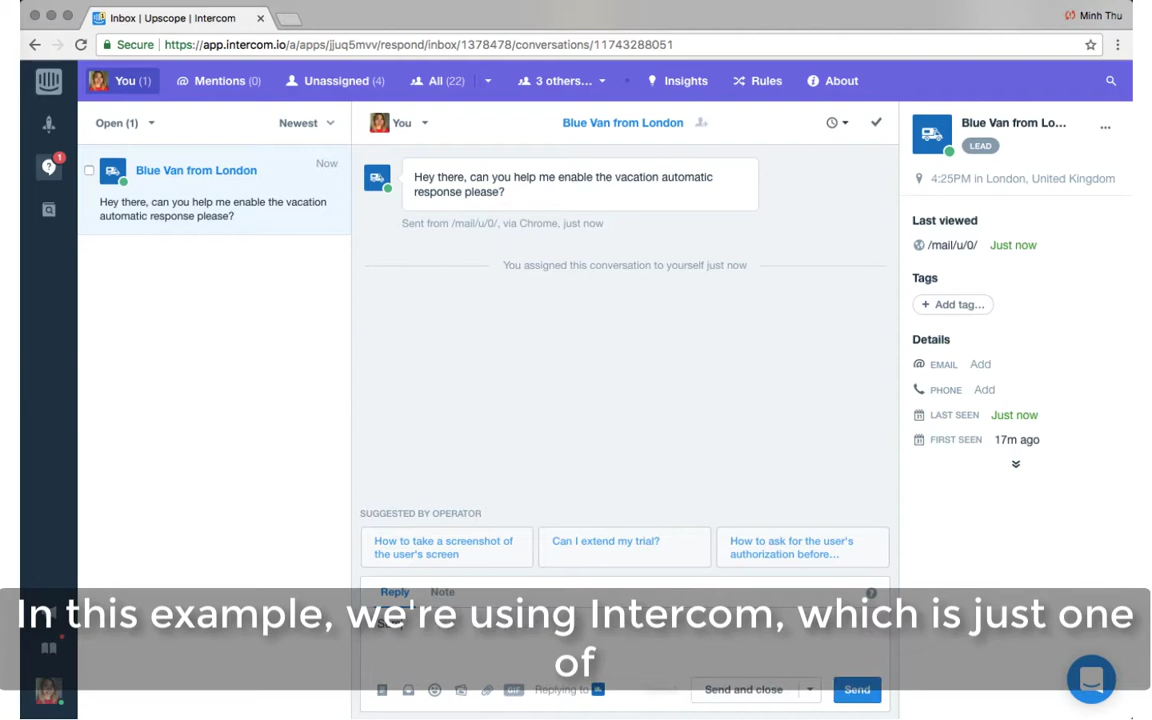 Inbox | Upscope | Intercom
Minh Thu
Secure
https://app.intercom.io/a/apps/jjuq5mvv/respond/inbox/1378478/conversations/11743288051
You (1)
Mentions (0)
Unassigned (4)
All (22)
3 others...
Insights
Rules
About
1
Open (1)
Newest
Blue Van from London
Now
Hey there, can you help me enable the vacation
automatic response please?
You
Blue Van from London
Hey there, can you help me enable the vacation automatic
response please?
Sent from /mail/u/0/, via Chrome, just now
You assigned this conversation to yourself just now
SUGGESTED BY OPERATOR
How to take a screenshot of
the user's screen
Can I extend my trial?
How to ask for the user's
authorization before...
Reply
Note
GIF
Replying to
Send and close
Send
Blue Van from Lo...
LEAD
4:25PM in London, United Kingdom
Last viewed
/mail/u/0/
Just now
Tags
+ Add tag...
Details
EMAIL
Add
PHONE
Add
LAST SEEN
Just now
FIRST SEEN
17m ago
In this example, we're using Intercom, which is just one
of